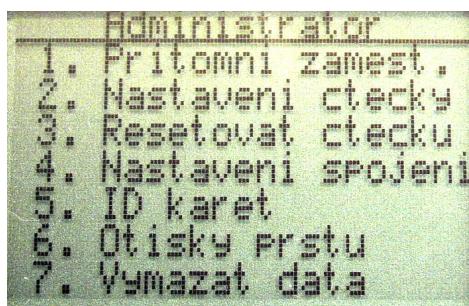 Administrator
1. Pritomni zamest.
2. Nastaveni ctecky
3. Resetovat ctecku
4. Nastaveni spojeni
5. ID karet
6. Otisky prstu
7. Vymazat data